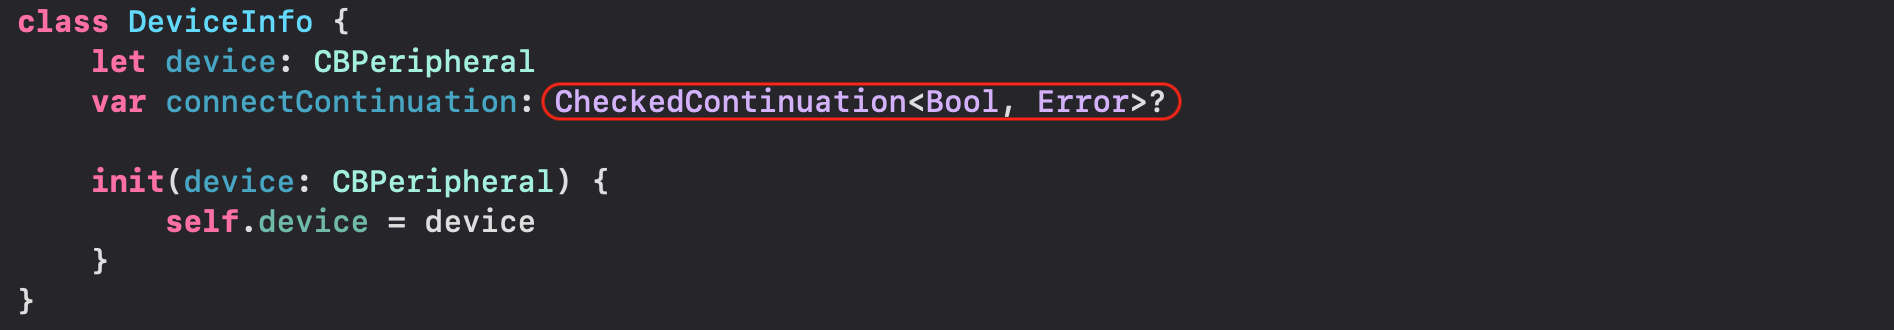 class DeviceInfo {
    let device: CBPeripheral
    var connectContinuation: CheckedContinuation<Bool, Error>?

    init(device: CBPeripheral) {
        self.device = device
    }
}